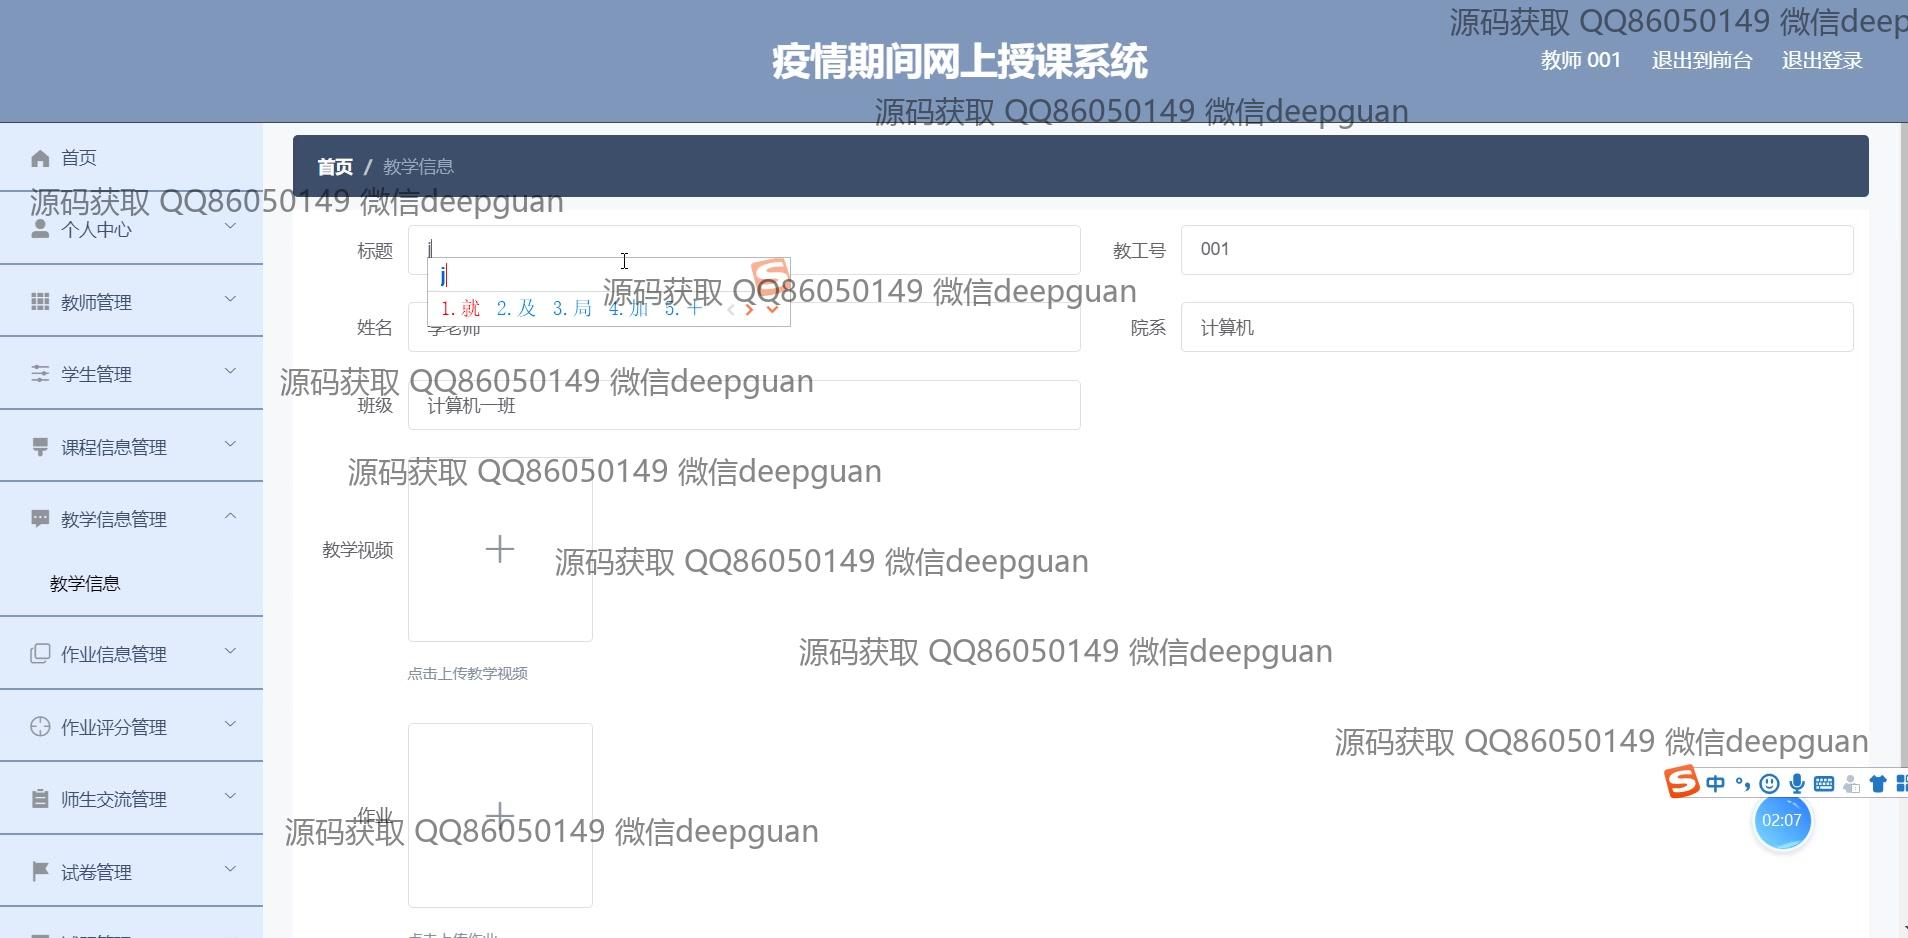 源码获取 QQ86050149 微信deep
疫情期间网上授课系统
教师 001 退出到前台 退出登录
源码获取 QQ86050149 微信deepguan
首页
首页 / 教学信息
源码获取 QQ86050149 微信deepguan
个人中心
标题 j
教工号 001
j
教师管理
源码获取 QQ86050149 微信deepguan
1.就 2.及 3.局 4.加 5.十
姓名 李老师
院系 计算机
学生管理
源码获取 QQ86050149 微信deepguan
班级 计算机一班
课程信息管理
源码获取 QQ86050149 微信deepguan
教学信息管理
教学视频
源码获取 QQ86050149 微信deepguan
教学信息
作业信息管理
源码获取 QQ86050149 微信deepguan
点击上传教学视频
作业评分管理
源码获取 QQ86050149 微信deepguan
中
师生交流管理
作业
02:07
源码获取 QQ86050149 微信deepguan
试卷管理
点击上传作业